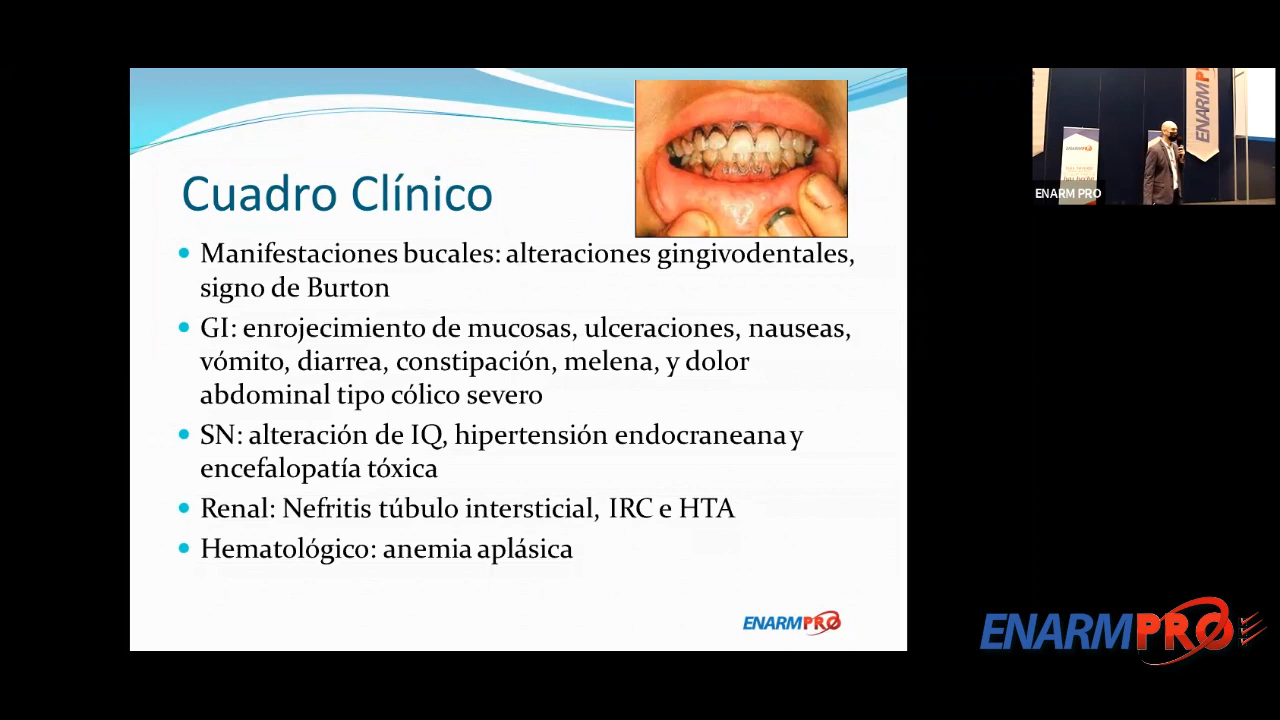 Cuadro Clínico
Manifestaciones bucales: alteraciones gingivodentales,
signo de Burton
GI: enrojecimiento de mucosas, ulceraciones, nauseas,
vómito, diarrea, constipación, melena, y dolor
abdominal tipo cólico severo
SN: alteración de IQ, hipertensión endocraneana y
encefalopatía tóxica
Renal: Nefritis túbulo intersticial, IRC e HTA
Hematológico: anemia aplásica
ENARMPRO
ENARM
ENARM PRO
ENARMPRO